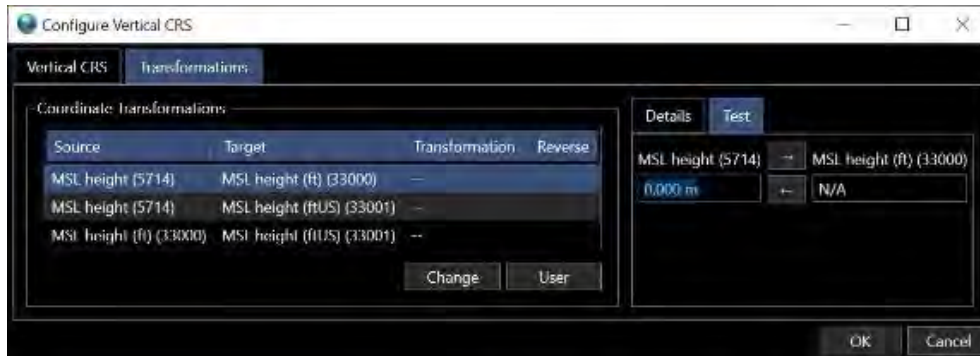 Configure Vertical CRS
Vertical CRS Transformations
Coordinate Transformations
Source Target Transformation Reverse
MSL height (5714) MSL height (ft) (33000) --
MSL height (5714) MSL height (ftUS) (33001) --
MSL height (ft) (33000) MSL height (ftUS) (33001) --
Change User
Details Test
MSL height (5714) → MSL height (ft) (33000)
0.000 m ← N/A
OK Cancel